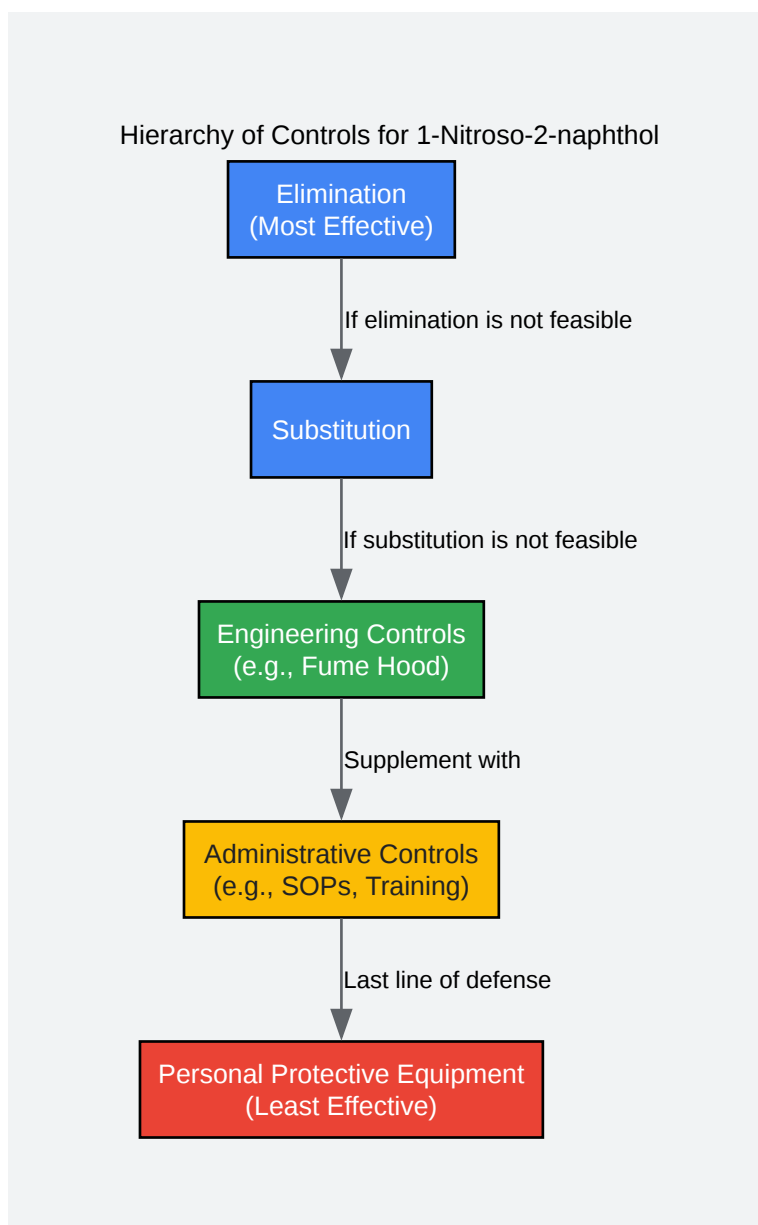 Hierarchy of Controls for 1-Nitroso-2-naphthol
Elimination
(Most Effective)
If elimination is not feasible
Substitution
If substitution is not feasible
Engineering Controls
(e.g., Fume Hood)
Supplement with
Administrative Controls
(e.g., SOPs, Training)
Last line of defense
Personal Protective Equipment
(Least Effective)